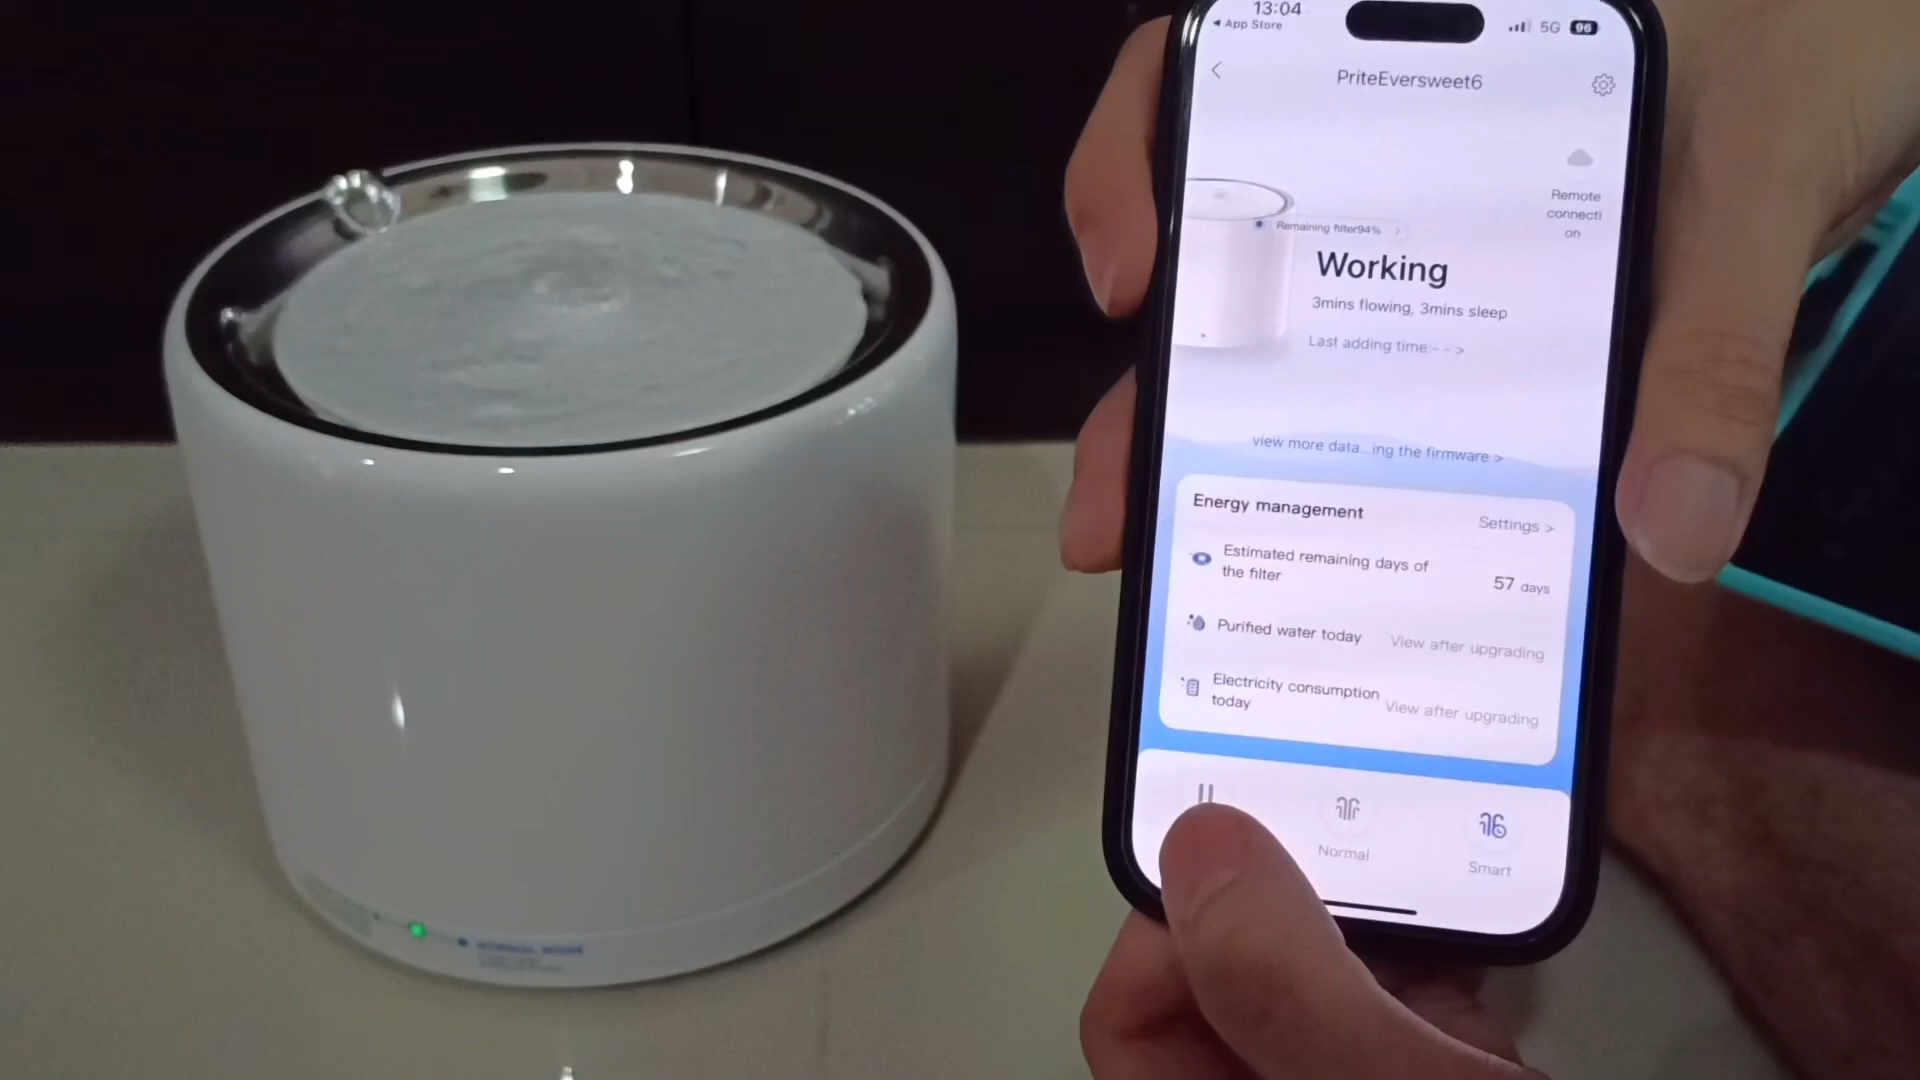 13:04
App Store
5G
96
PriteEversweet6
Remote
connecti
on
Remaining filter94%
Working
3mins flowing, 3mins sleep
Last adding time:-- >
view more data...ing the firmware >
Energy management
Settings >
Estimated remaining days of
the filter
57 days
Purified water today
View after upgrading
Electricity consumption
today
View after upgrading
Normal
Smart
NORMAL MODE